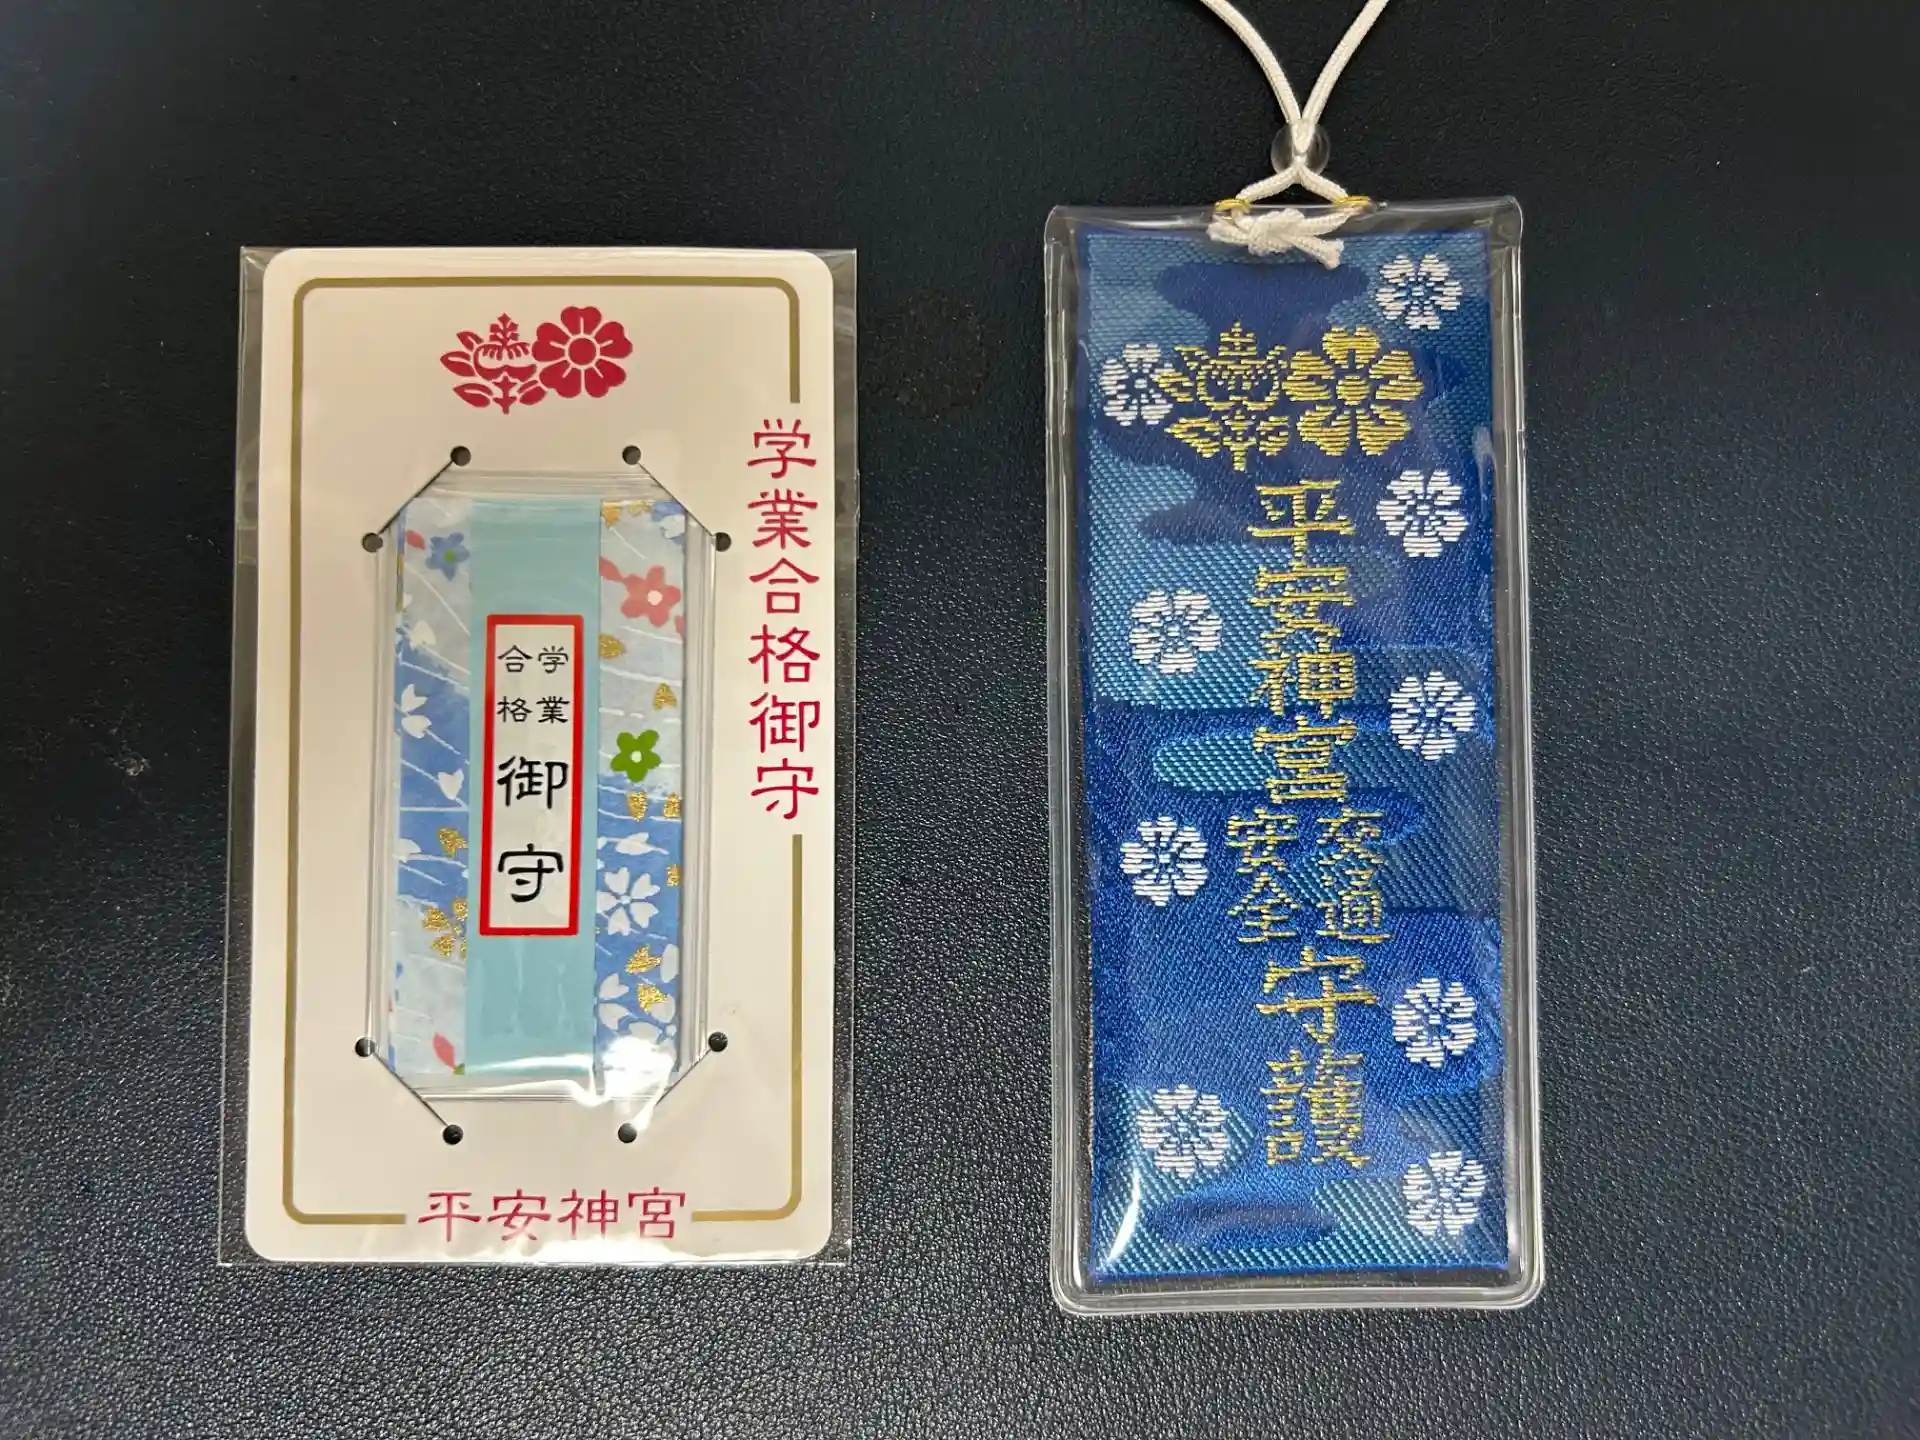 学業合格御守
学業
合格
御守
平安神宮
平安神宮
交通
安全
守護